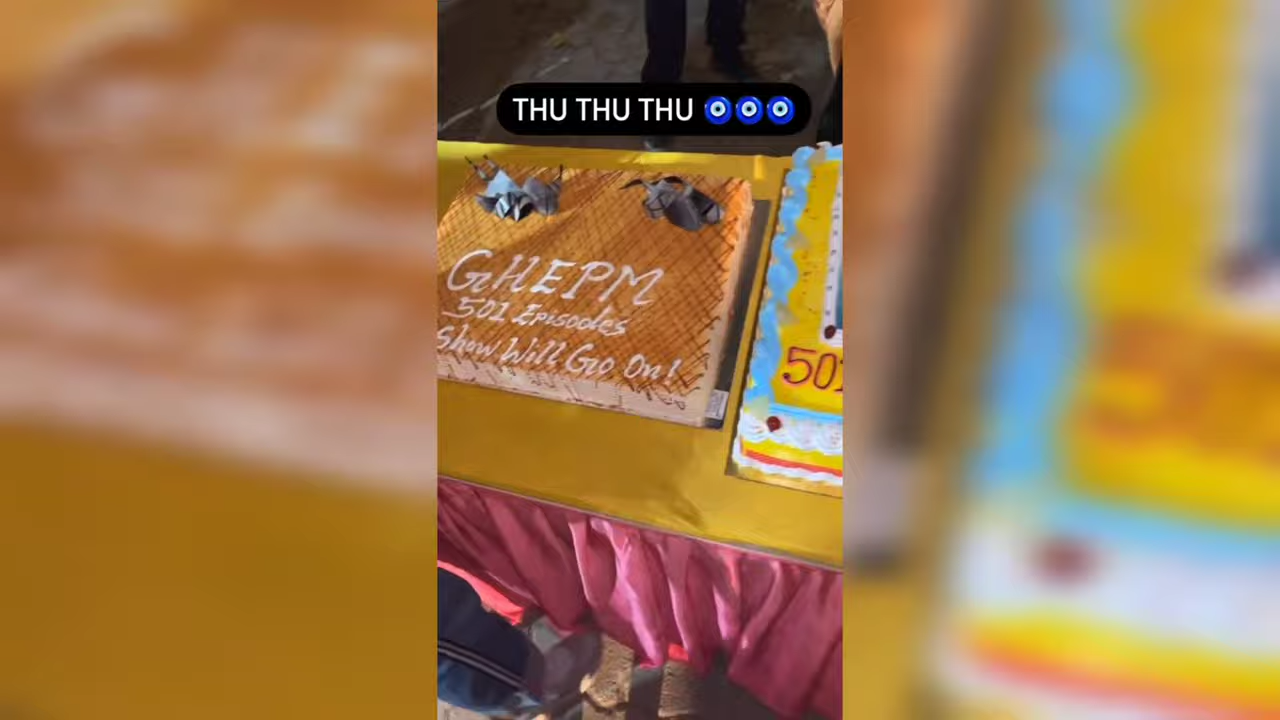 THU THU THU 🧿🧿🧿
GHEPM
501 Episodes
Show Will Go On!
501